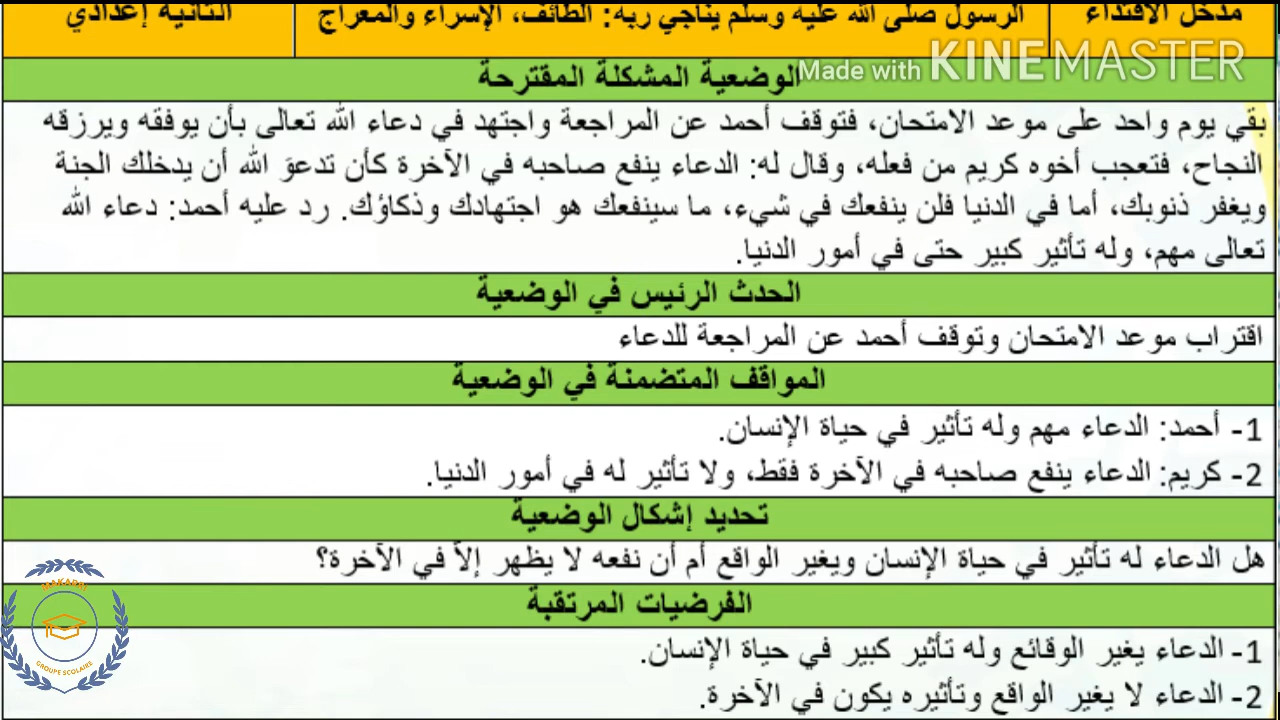 مدخل الاقتداء
الرسول صلى الله عليه وسلم يناجي ربه: الطائف، الإسراء والمعراج
الثانية إعدادي
الوضعية المشكلة المقترحة
Made with KINEMASTER
بقي يوم واحد على موعد الامتحان، فتوقف أحمد عن المراجعة واجتهد في دعاء الله تعالى بأن يوفقه ويرزقه
النجاح، فتعجب أخوه كريم من فعله، وقال له: الدعاء ينفع صاحبه في الآخرة كأن تدعوَ الله أن يدخلك الجنة
ويغفر ذنوبك، أما في الدنيا فلن ينفعك في شيء، ما سينفعك هو اجتهادك وذكاؤك. رد عليه أحمد: دعاء الله
تعالى مهم، وله تأثير كبير حتى في أمور الدنيا.
الحدث الرئيس في الوضعية
اقتراب موعد الامتحان وتوقف أحمد عن المراجعة للدعاء
المواقف المتضمنة في الوضعية
1- أحمد: الدعاء مهم وله تأثير في حياة الإنسان.
2- كريم: الدعاء ينفع صاحبه في الآخرة فقط، ولا تأثير له في أمور الدنيا.
تحديد إشكال الوضعية
هل الدعاء له تأثير في حياة الإنسان ويغير الواقع أم أن نفعه لا يظهر إلاّ في الآخرة؟
الفرضيات المرتقبة
1- الدعاء يغير الوقائع وله تأثير كبير في حياة الإنسان.
2- الدعاء لا يغير الواقع وتأثيره يكون في الآخرة.
GROUPE SCOLAIRE